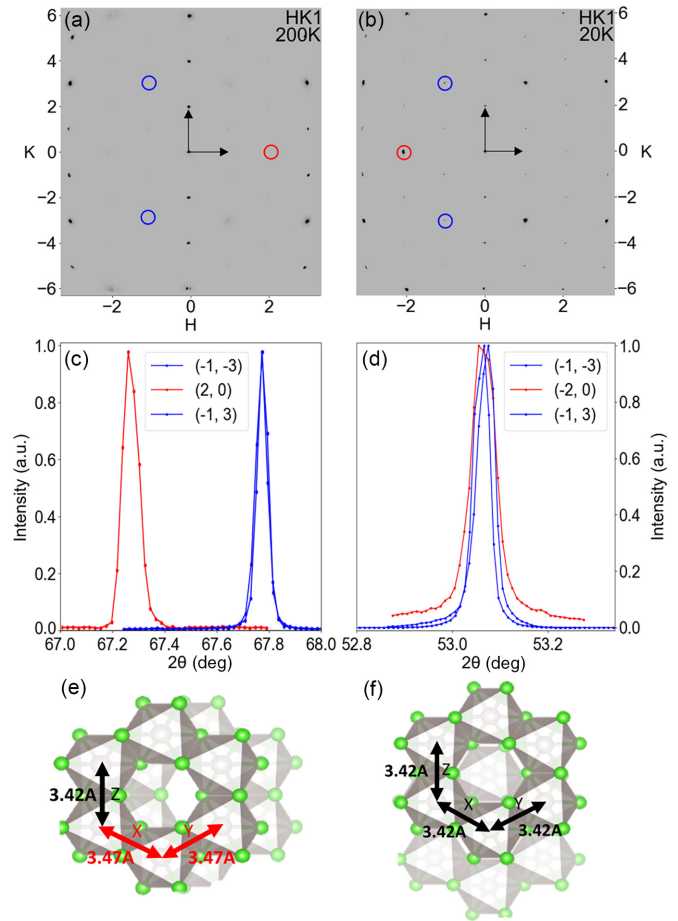 (a)
HK1
200K
6
4
2
0
−2
−4
−6
K
−2
0
2
H
(b)
HK1
20K
6
4
2
0
−2
−4
−6
K
−2
0
2
H
(c)
(-1, -3)
(2, 0)
(-1, 3)
1.0
0.8
0.6
0.4
0.2
0.0
Intensity (a.u.)
67.0
67.2
67.4
67.6
67.8
68.0
2θ (deg)
(d)
(-1, -3)
(-2, 0)
(-1, 3)
1.0
0.8
0.6
0.4
0.2
0.0
Intensity (a.u.)
52.8
53.0
53.2
2θ (deg)
(e)
3.42A
Z
X
Y
3.47A
3.47A
(f)
3.42A
Z
X
Y
3.42A
3.42A